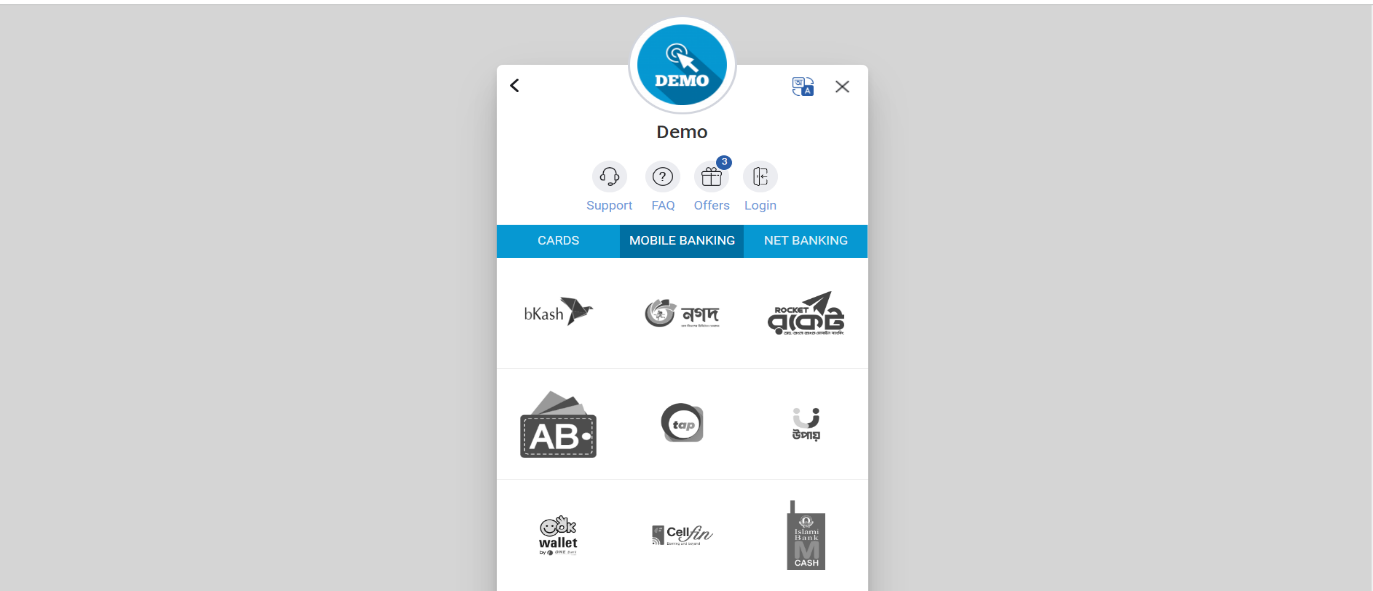 DEMO
অ
A
Demo
3
Support FAQ Offers Login
CARDS MOBILE BANKING NET BANKING
bKash
নগদ
ROCKET
রকেট
AB
tap
উপায়
OK
wallet
by
Cellfin
Islami
Bank
M
CASH